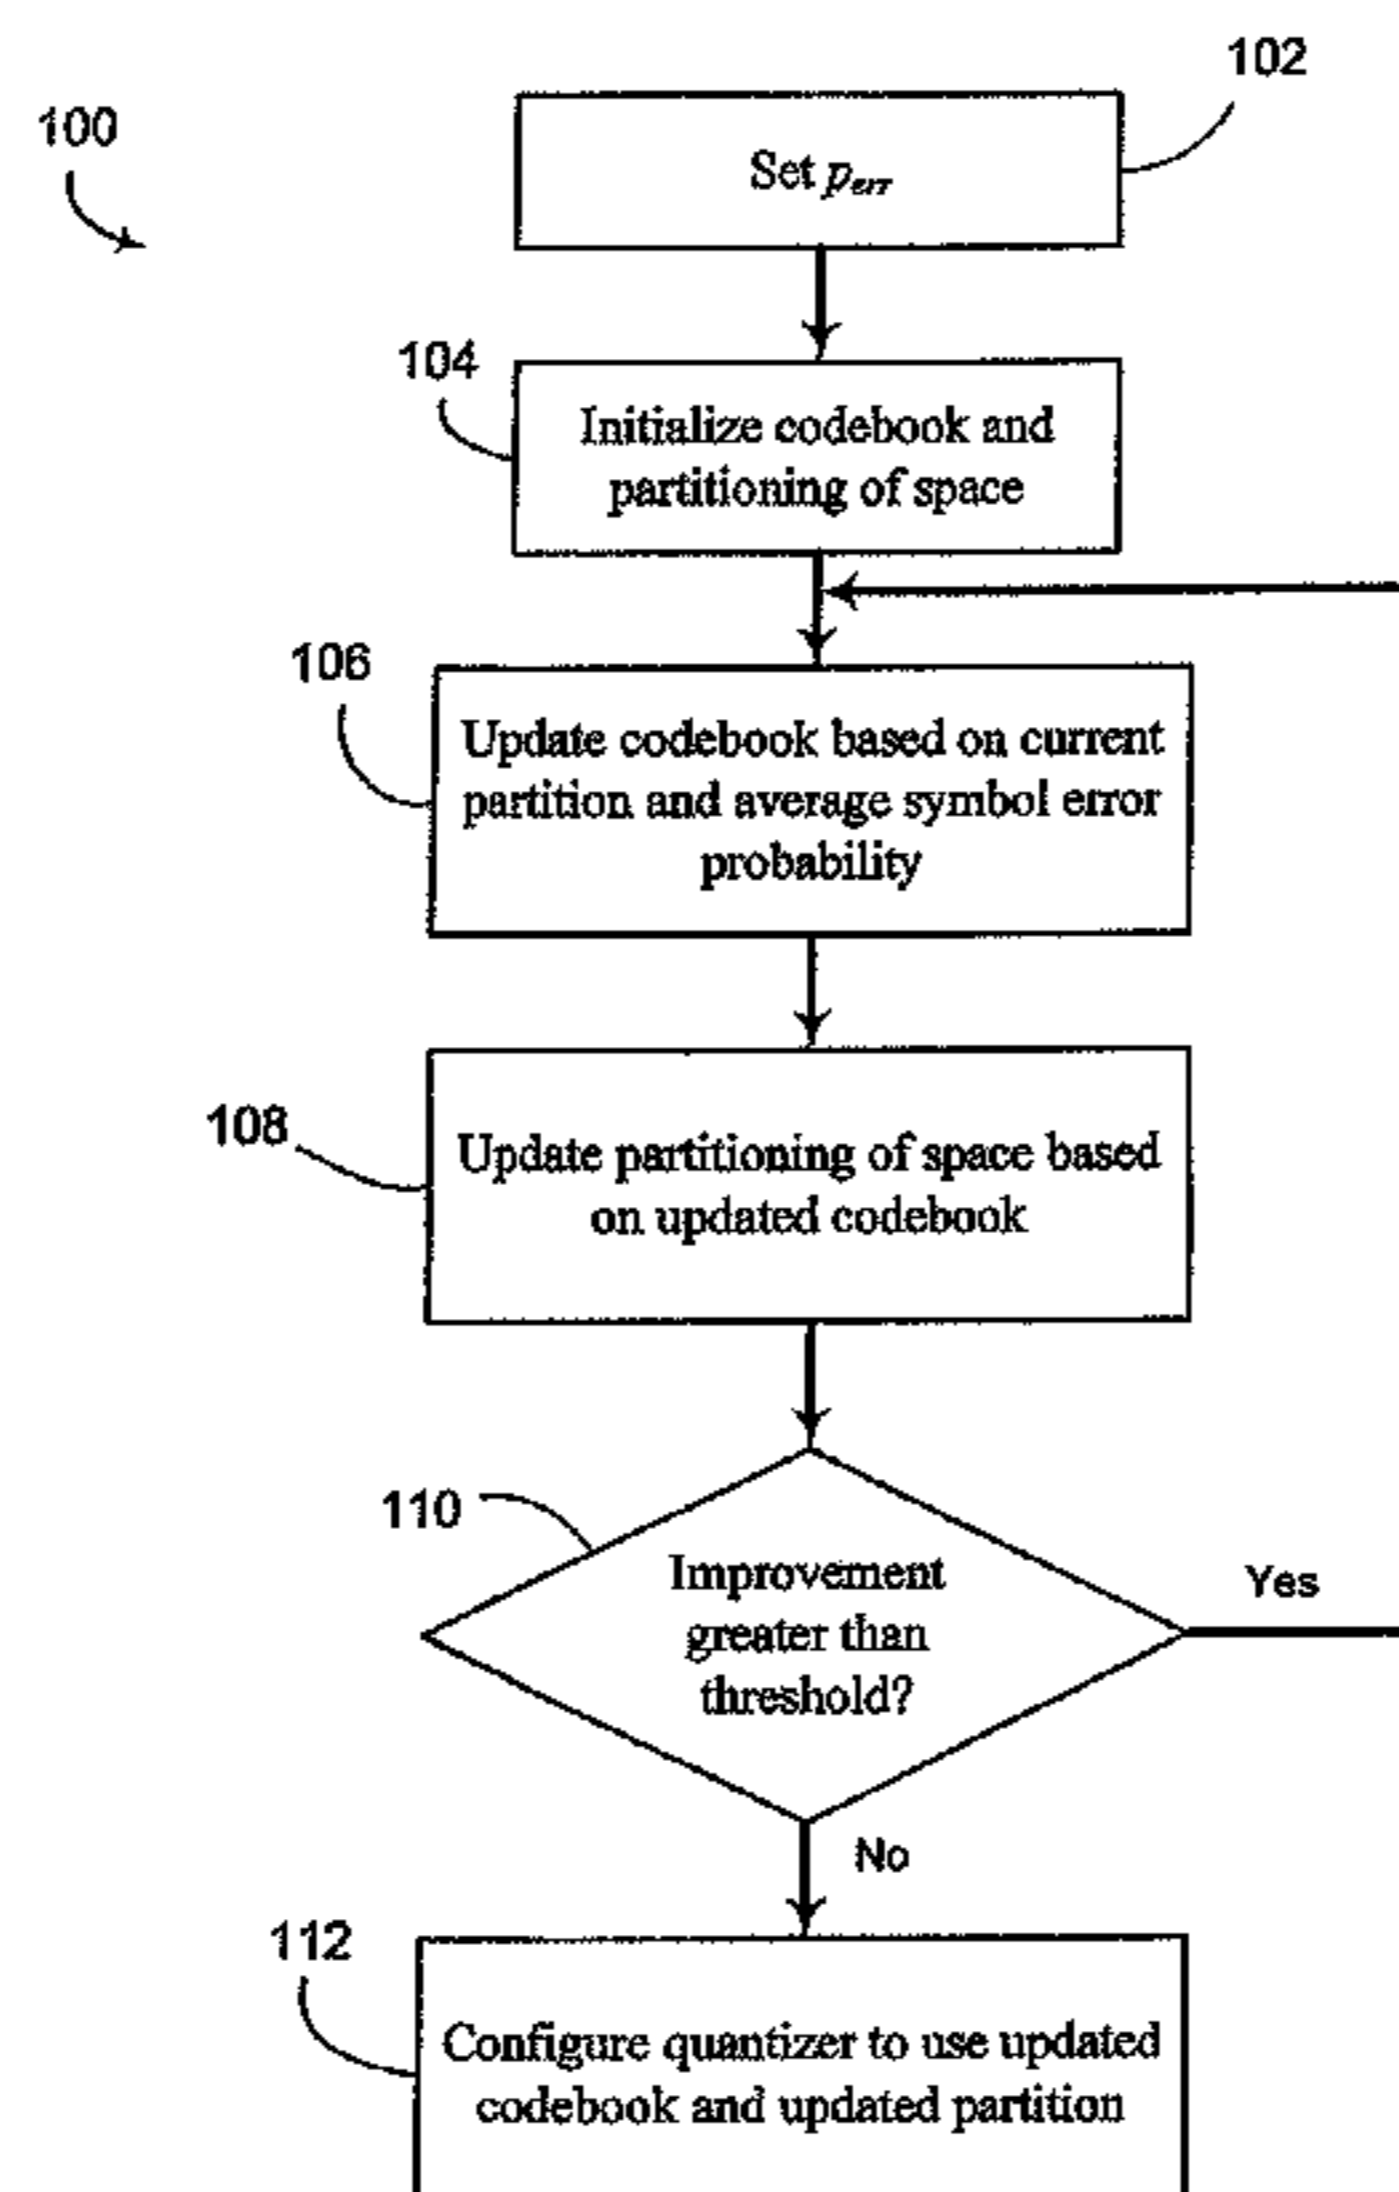 102
100
Set perr
104
Initialize codebook and
partitioning of space
106
Update codebook based on current
partition and average symbol error
probability
108
Update partitioning of space based
on updated codebook
110
Improvement
greater than
threshold?
Yes
No
112
Configure quantizer to use updated
codebook and updated partition